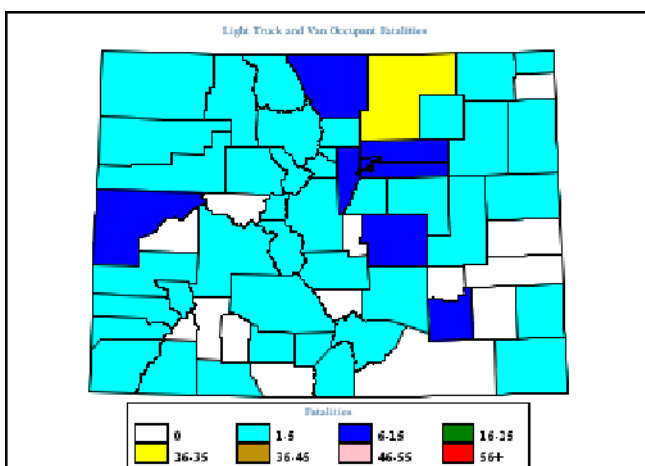 Light Truck and Van Occupant Fatalities
Fatalities
0 1-5 6-15 16-25
26-35 36-45 46-55 56+